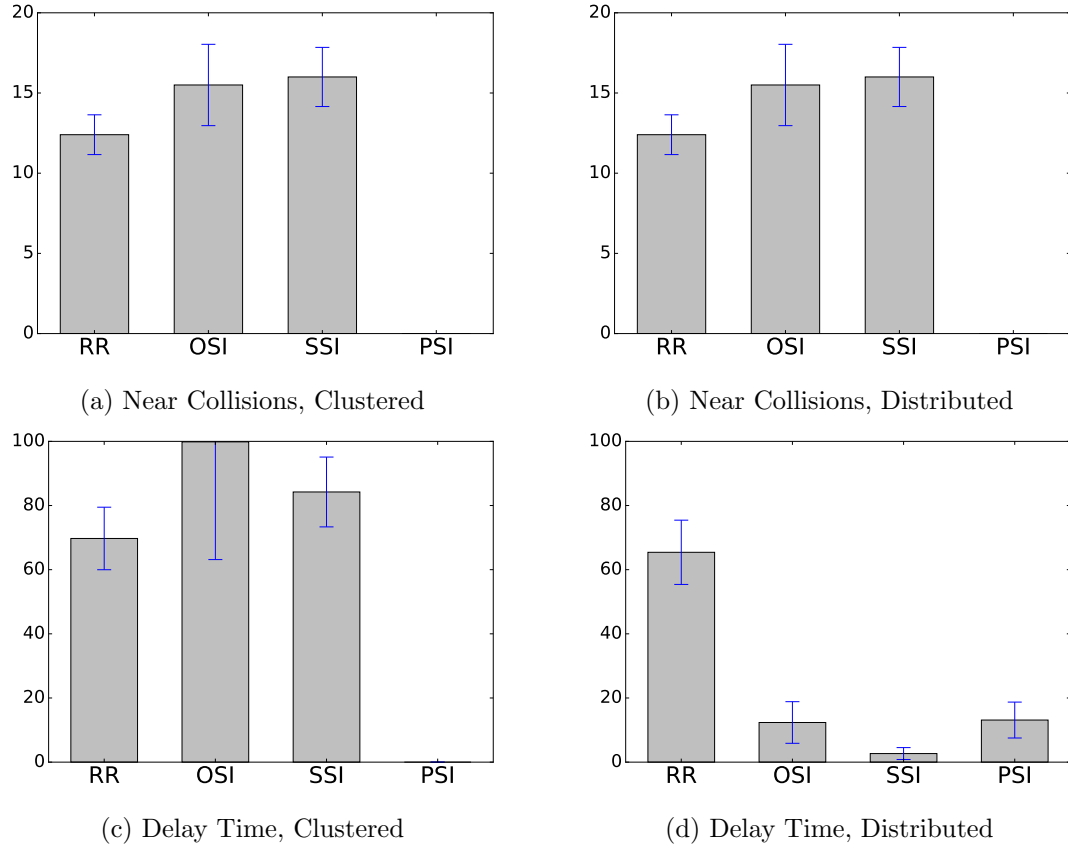 20
15
10
5
0
RR OSI SSI PSI
(a) Near Collisions, Clustered
20
15
10
5
0
RR OSI SSI PSI
(b) Near Collisions, Distributed
100
80
60
40
20
0
RR OSI SSI PSI
(c) Delay Time, Clustered
100
80
60
40
20
0
RR OSI SSI PSI
(d) Delay Time, Distributed